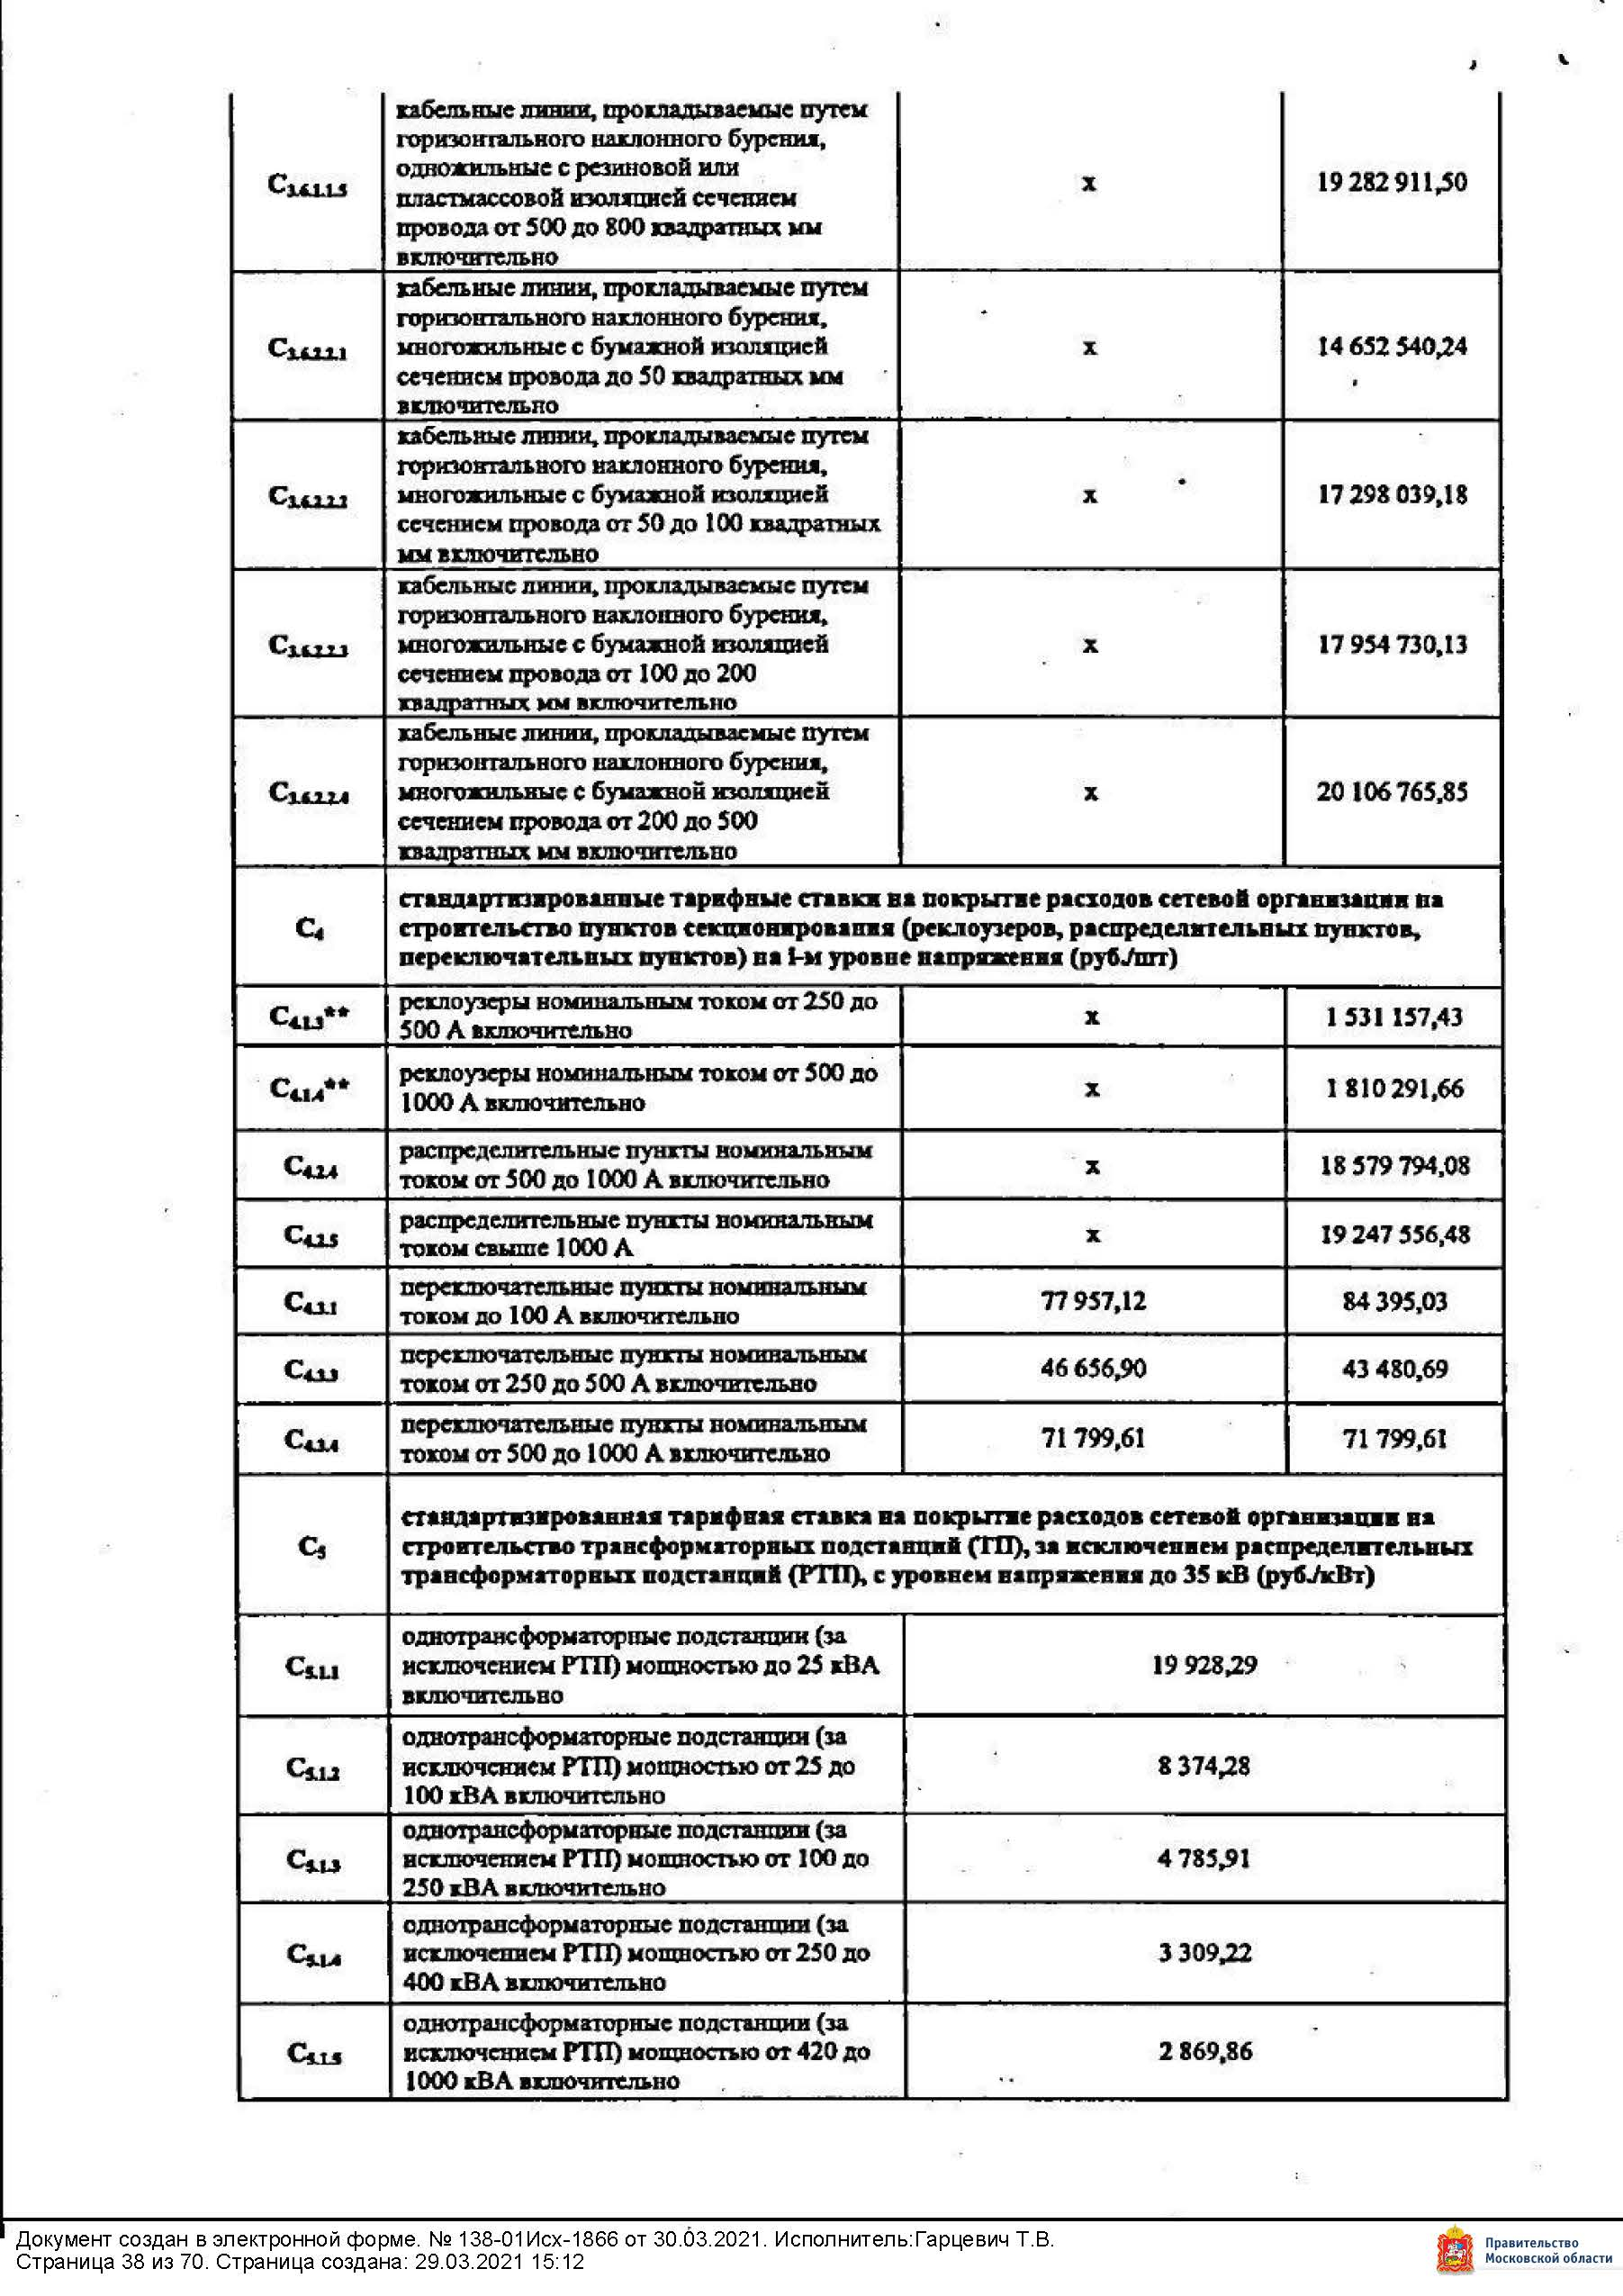 кабельные линии, прокладываемые путем
горизонтального наклонного бурения,
одножильные с резиновой или
C3.6.1.1.5 х 19 282 911,50
пластмассовой изоляцией сечением
провода от 500 до 800 квадратных мм
включительно
кабельные линии, прокладываемые путем
горизонтального наклонного бурения,
C3.6.2.2.1 многожильные с бумажной изоляцией х 14 652 540,24
сечением провода до 50 квадратных мм
включительно
кабельные линии, прокладываемые путем
горизонтального наклонного бурения,
C3.6.2.2.2 многожильные с бумажной изоляцией х 17 298 039,18
сечением провода от 50 до 100 квадратных
мм включительно
кабельные линии, прокладываемые путем
горизонтального наклонного бурения,
C3.6.2.2.3 многожильные с бумажной изоляцией х 17 954 730,13
сечением провода от 100 до 200
квадратных мм включительно
кабельные линии, прокладываемые путем
горизонтального наклонного бурения,
C3.6.2.2.4 многожильные с бумажной изоляцией х 20 106 765,85
сечением провода от 200 до 500
квадратных мм включительно
стандартизированные тарифные ставки на покрытие расходов сетевой организации на
C4 строительство пунктов секционирования (реклоузеров, распределительных пунктов,
переключательных пунктов) на i-м уровне напряжения (руб./шт)
C4.1.3** реклоузеры номинальным током от 250 до х 1 531 157,43
500 А включительно
C4.1.4** реклоузеры номинальным током от 500 до х 1 810 291,66
1000 А включительно
C4.2.4 распределительные пункты номинальным х 18 579 794,08
током от 500 до 1000 А включительно
C4.2.5 распределительные пункты номинальным х 19 247 556,48
током свыше 1000 А
C4.3.1 переключательные пункты номинальным 77 957,12 84 395,03
током до 100 А включительно
C4.3.3 переключательные пункты номинальным 46 656,90 43 480,69
током от 250 до 500 А включительно
C4.3.4 переключательные пункты номинальным 71 799,61 71 799,61
током от 500 до 1000 А включительно
стандартизированная тарифная ставка на покрытие расходов сетевой организации на
C5 строительство трансформаторных подстанций (ТП), за исключением распределительных
трансформаторных подстанций (РТП), с уровнем напряжения до 35 кВ (руб./кВт)
однотрансформаторные подстанции (за
C5.1.1 исключением РТП) мощностью до 25 кВА 19 928,29
включительно
однотрансформаторные подстанции (за
C5.1.2 исключением РТП) мощностью от 25 до 8 374,28
100 кВА включительно
однотрансформаторные подстанции (за
C5.1.3 исключением РТП) мощностью от 100 до 4 785,91
250 кВА включительно
однотрансформаторные подстанции (за
C5.1.4 исключением РТП) мощностью от 250 до 3 309,22
400 кВА включительно
однотрансформаторные подстанции (за
C5.1.5 исключением РТП) мощностью от 420 до 2 869,86
1000 кВА включительно
Документ создан в электронной форме. № 138-01Исх-1866 от 30.03.2021. Исполнитель:Гарцевич Т.В.
Страница 38 из 70. Страница создана: 29.03.2021 15:12
Правительство
Московской области